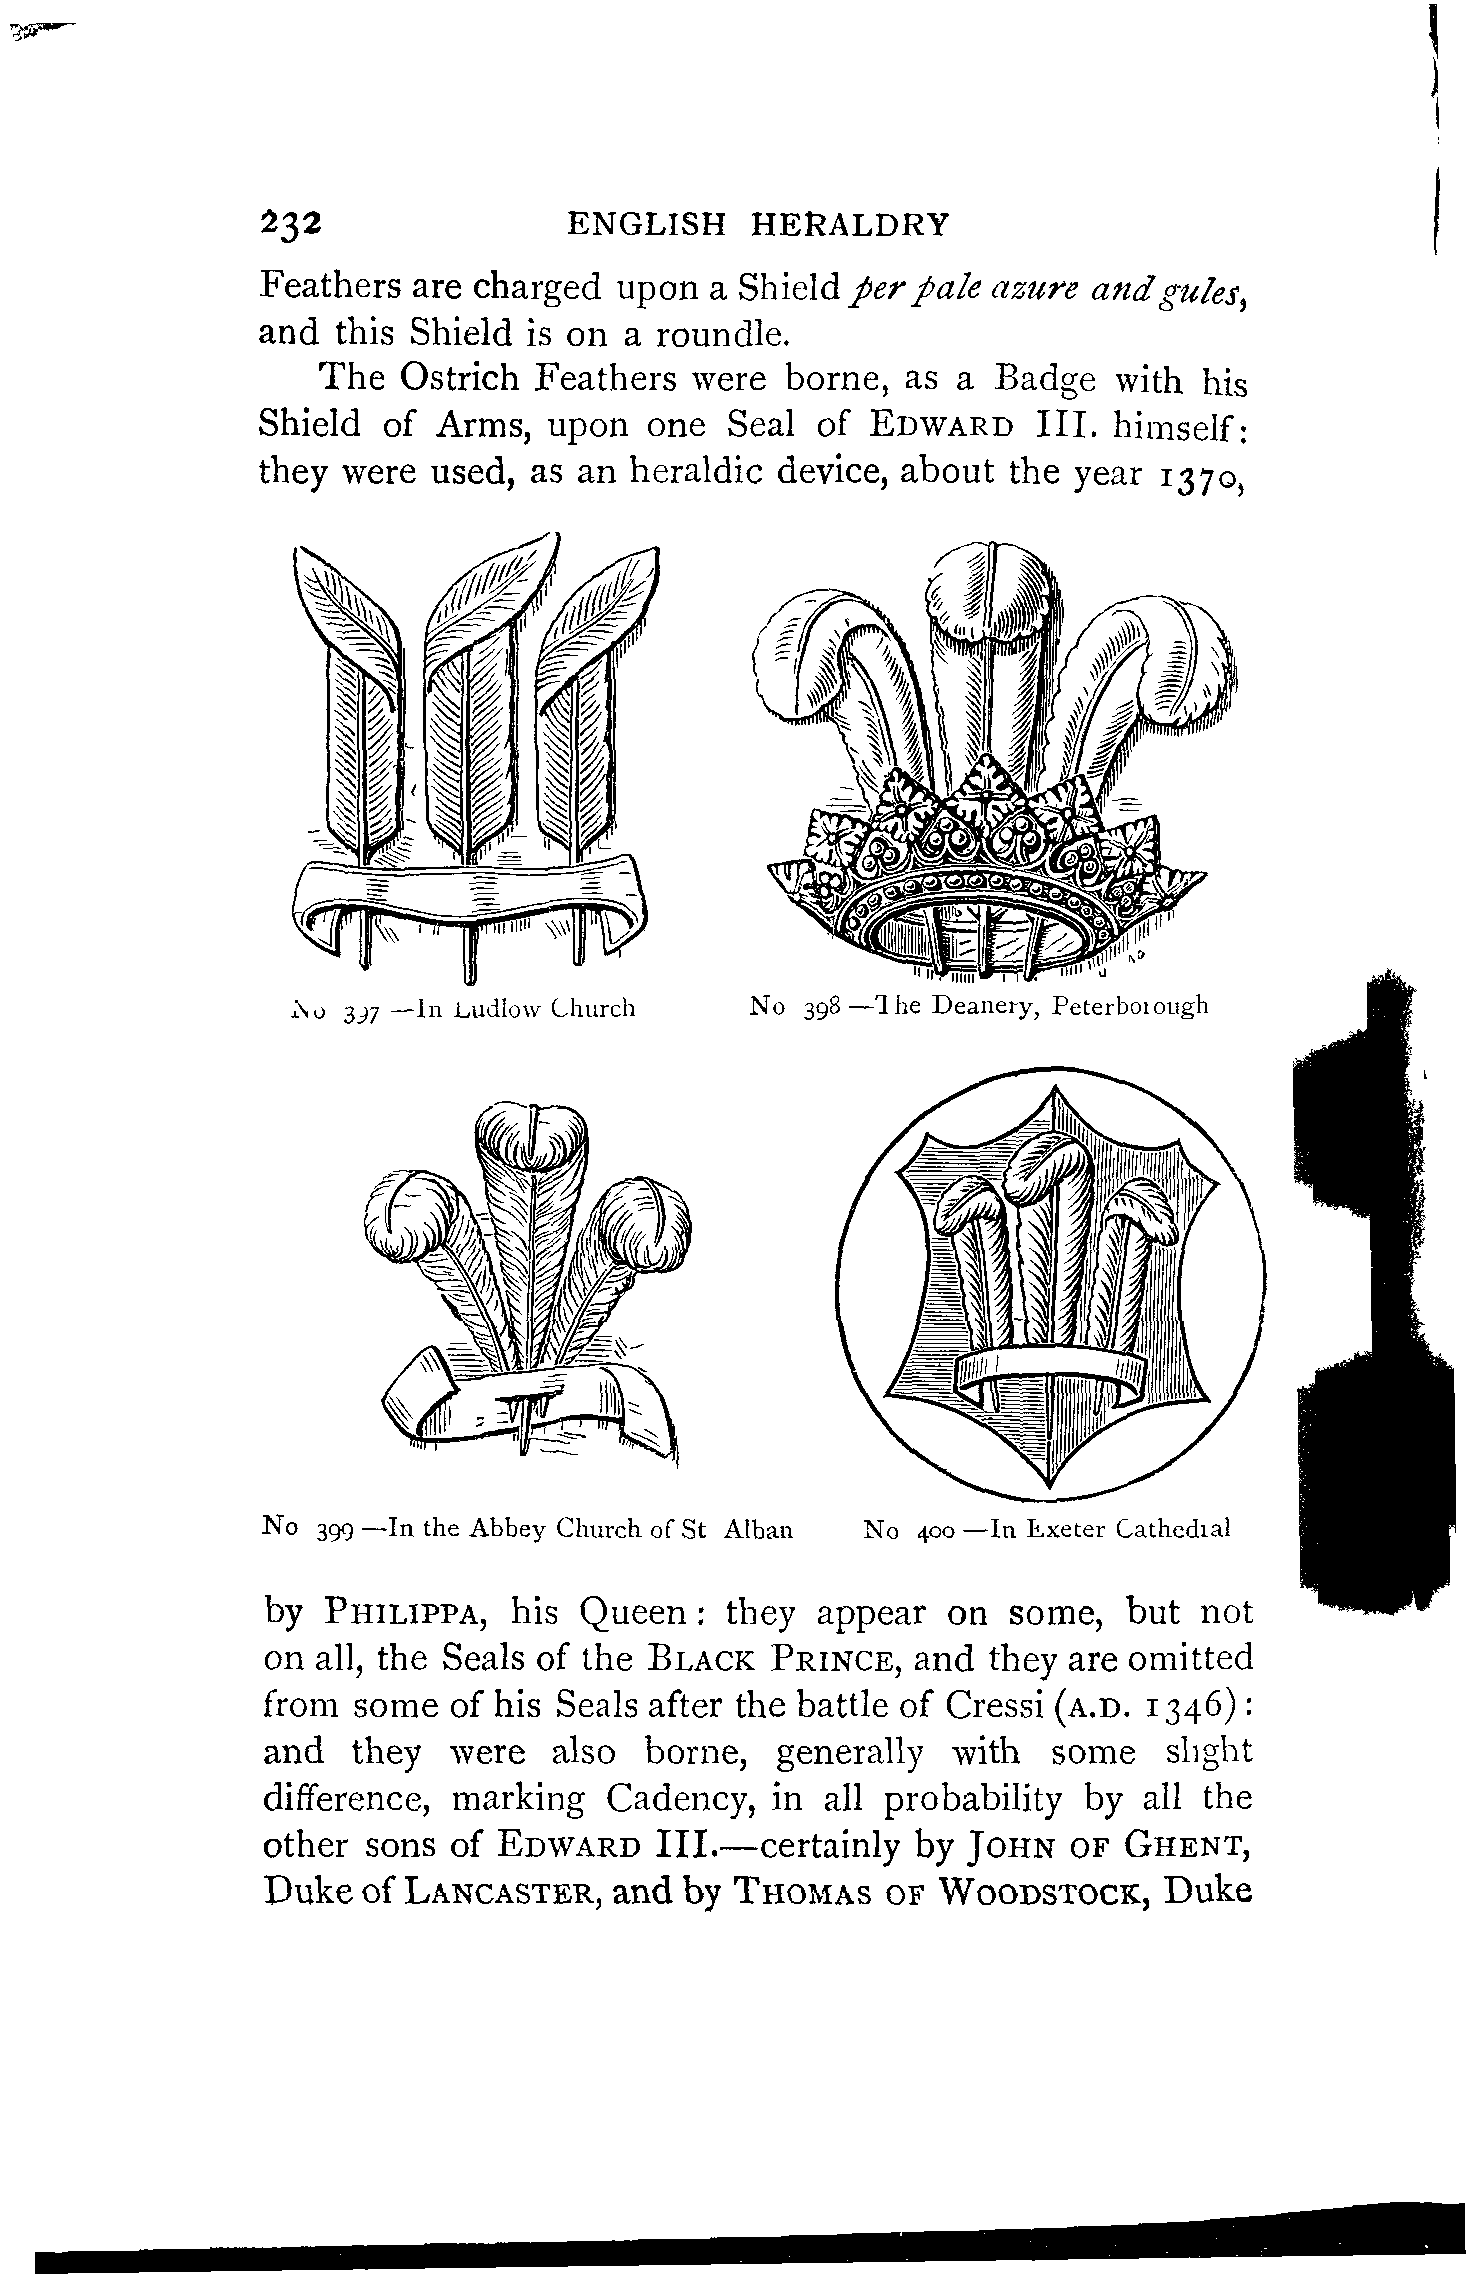 232 ENGLISH HERALDRY
Feathers are charged upon a Shield per pale azure and gules,
and this Shield is on a roundle.
The Ostrich Feathers were borne, as a Badge with his
Shield of Arms, upon one Seal of EDWARD III. himself:
they were used, as an heraldic device, about the year 1370,
No 397 —In Ludlow Church
No 398 —The Deanery, Peterborough
No 399 —In the Abbey Church of St Alban
No 400 —In Exeter Cathedral
by PHILIPPA, his Queen: they appear on some, but not
on all, the Seals of the BLACK PRINCE, and they are omitted
from some of his Seals after the battle of Cressi (A.D. 1346):
and they were also borne, generally with some slight
difference, marking Cadency, in all probability by all the
other sons of EDWARD III.—certainly by JOHN OF GHENT,
Duke of LANCASTER, and by THOMAS OF WOODSTOCK, Duke